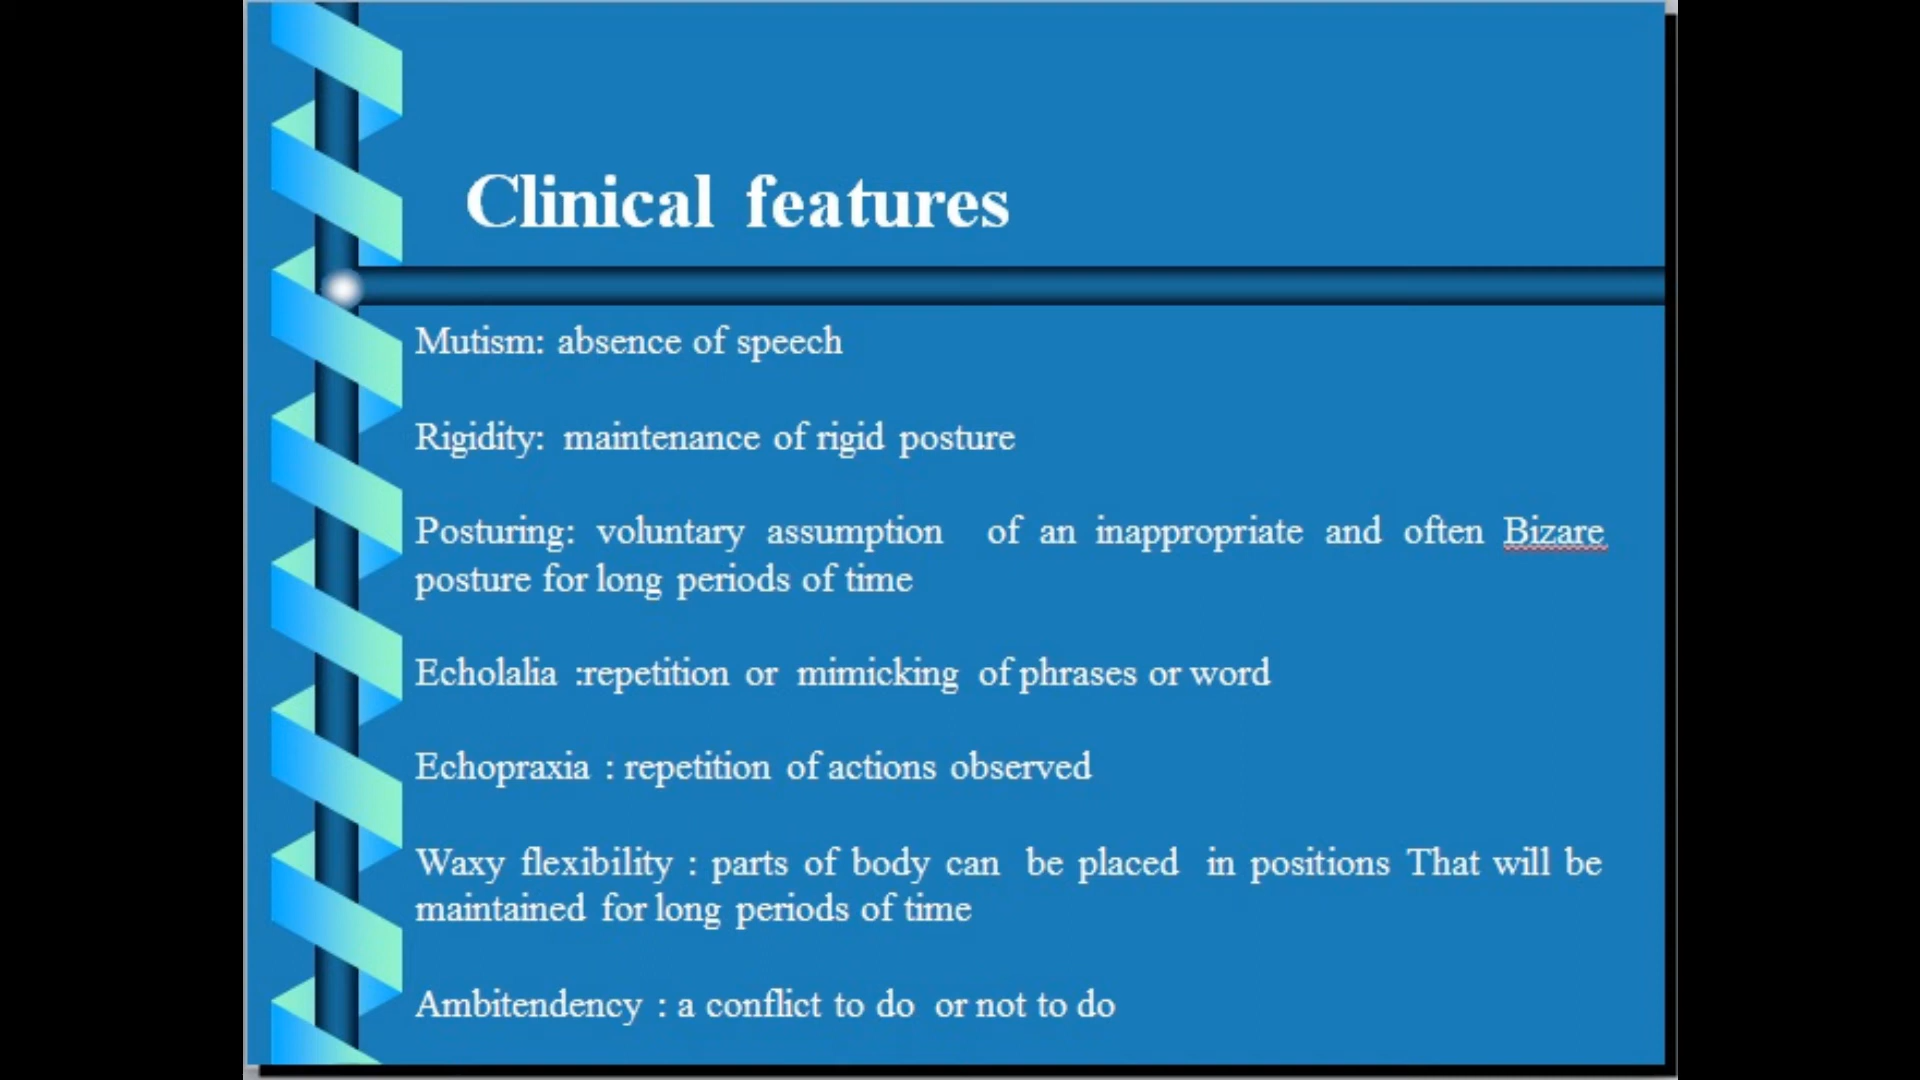 Clinical features
Mutism: absence of speech
Rigidity: maintenance of rigid posture
Posturing: voluntary assumption of an inappropriate and often Bizare
posture for long periods of time
Echolalia :repetition or mimicking of phrases or word
Echopraxia : repetition of actions observed
Waxy flexibility : parts of body can be placed in positions That will be
maintained for long periods of time
Ambitendency : a conflict to do or not to do